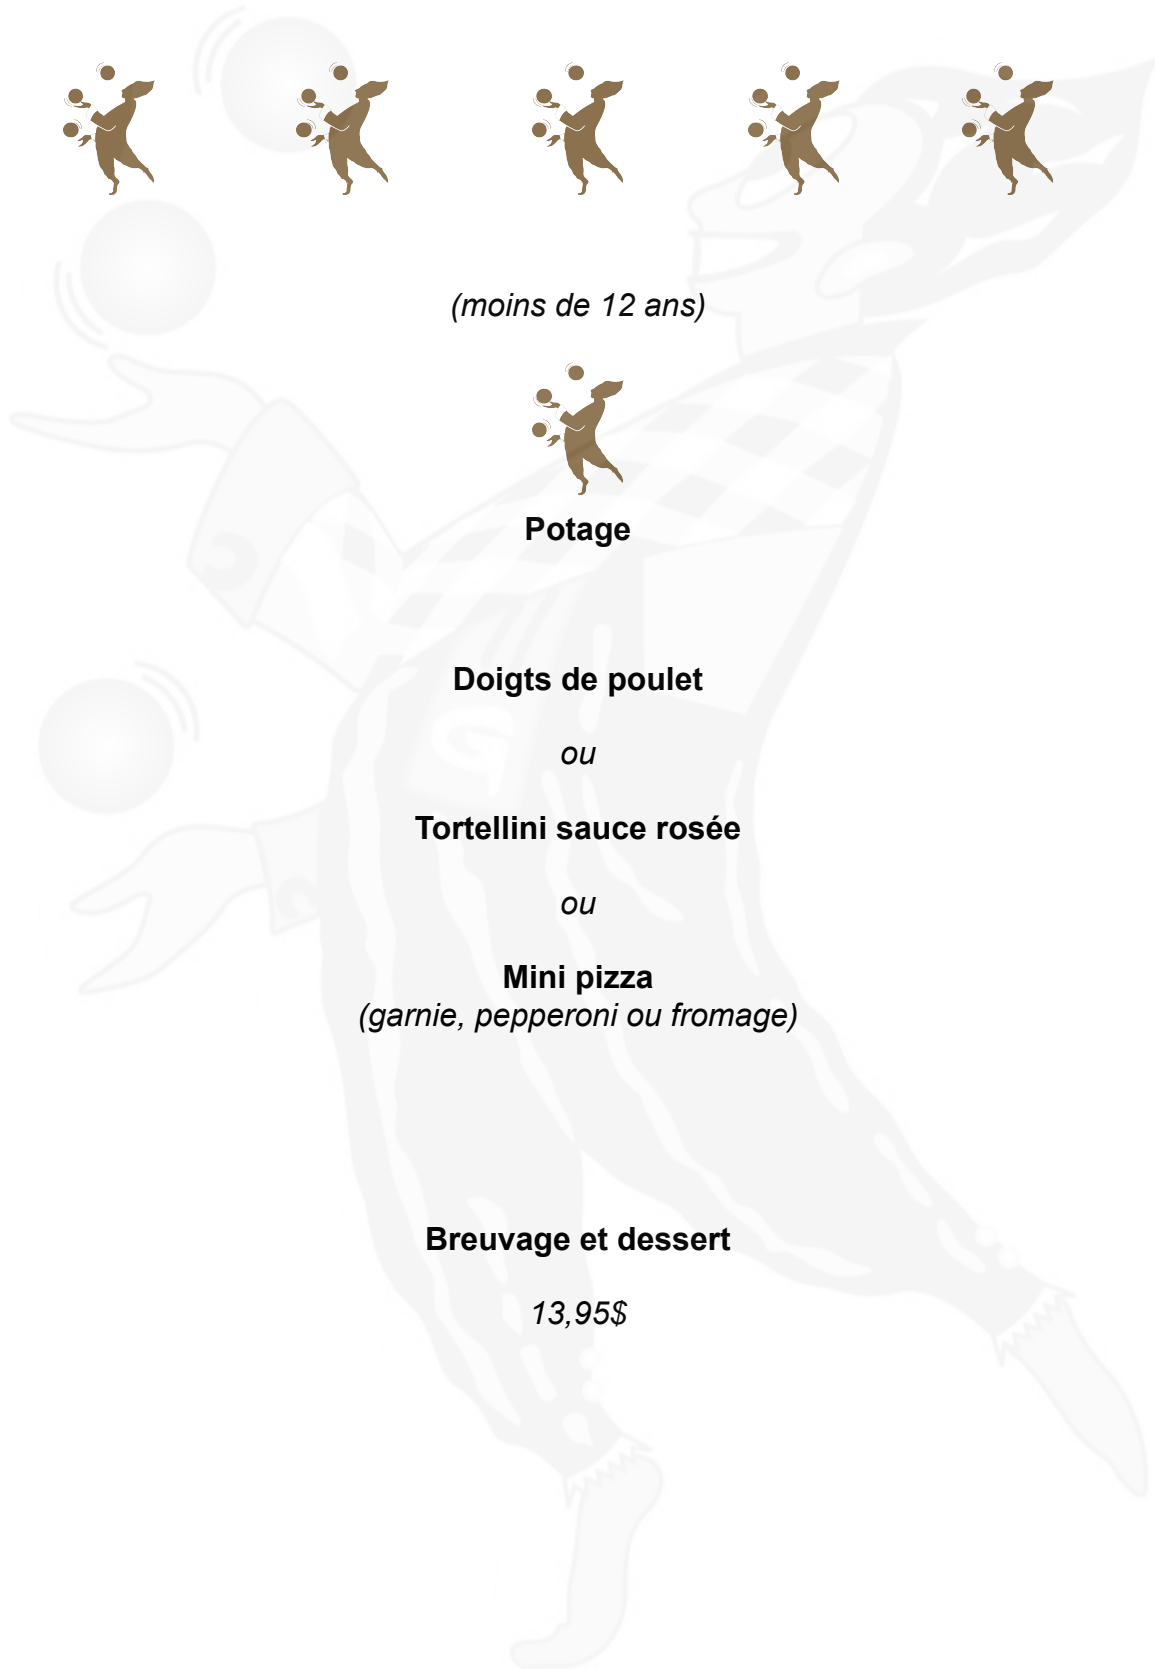 (moins de 12 ans)
Potage
Doigts de poulet
ou
Tortellini sauce rosée
ou
Mini pizza
(garnie, pepperoni ou fromage)
Breuvage et dessert
13,95$